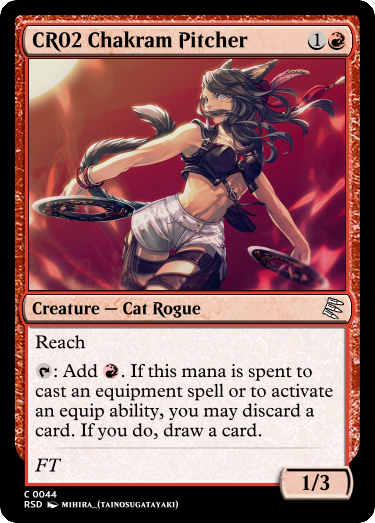 CR02 Chakram Pitcher 1
Creature — Cat Rogue
Reach
: Add . If this mana is spent to
cast an equipment spell or to activate
an equip ability, you may discard a
card. If you do, draw a card.
FT
1/3
C 0044
RSD MIHIRA_(TAINOSUGATAYAKI)